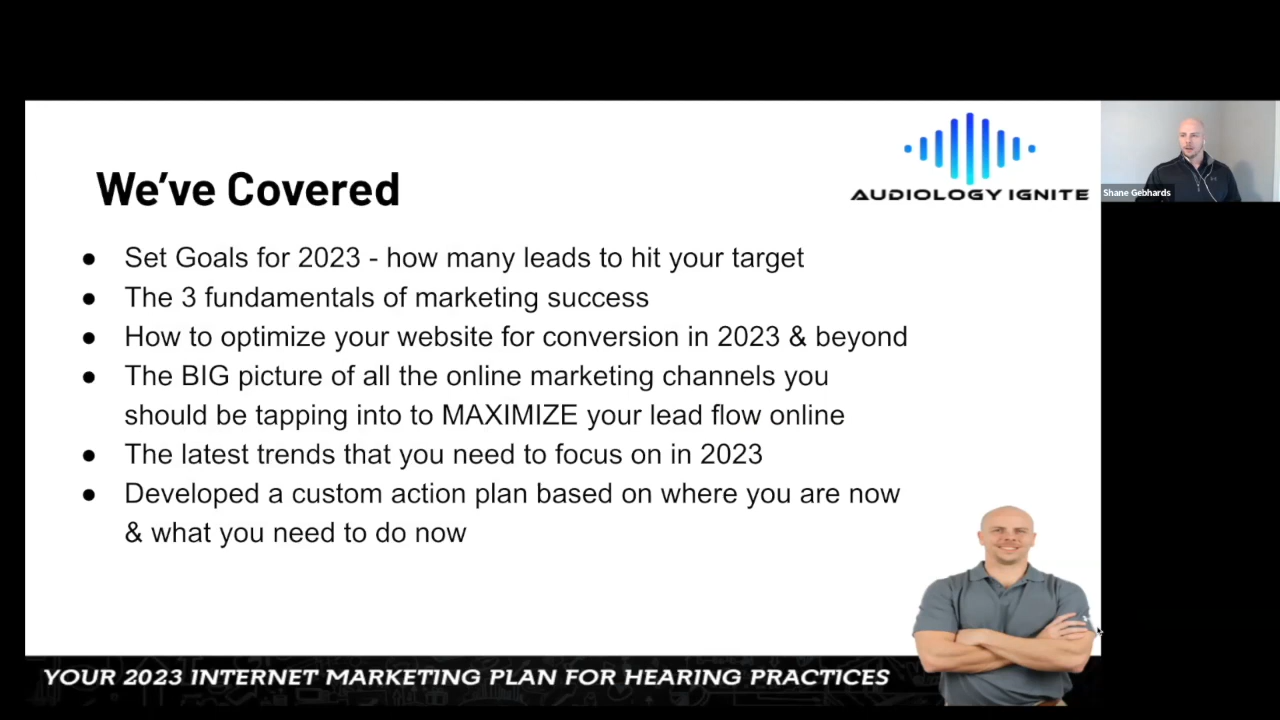 AUDIOLOGY IGNITE
Shane Gebhards
We've Covered
● Set Goals for 2023 - how many leads to hit your target
● The 3 fundamentals of marketing success
● How to optimize your website for conversion in 2023 & beyond
● The BIG picture of all the online marketing channels you
should be tapping into to MAXIMIZE your lead flow online
● The latest trends that you need to focus on in 2023
● Developed a custom action plan based on where you are now
& what you need to do now
YOUR 2023 INTERNET MARKETING PLAN FOR HEARING PRACTICES